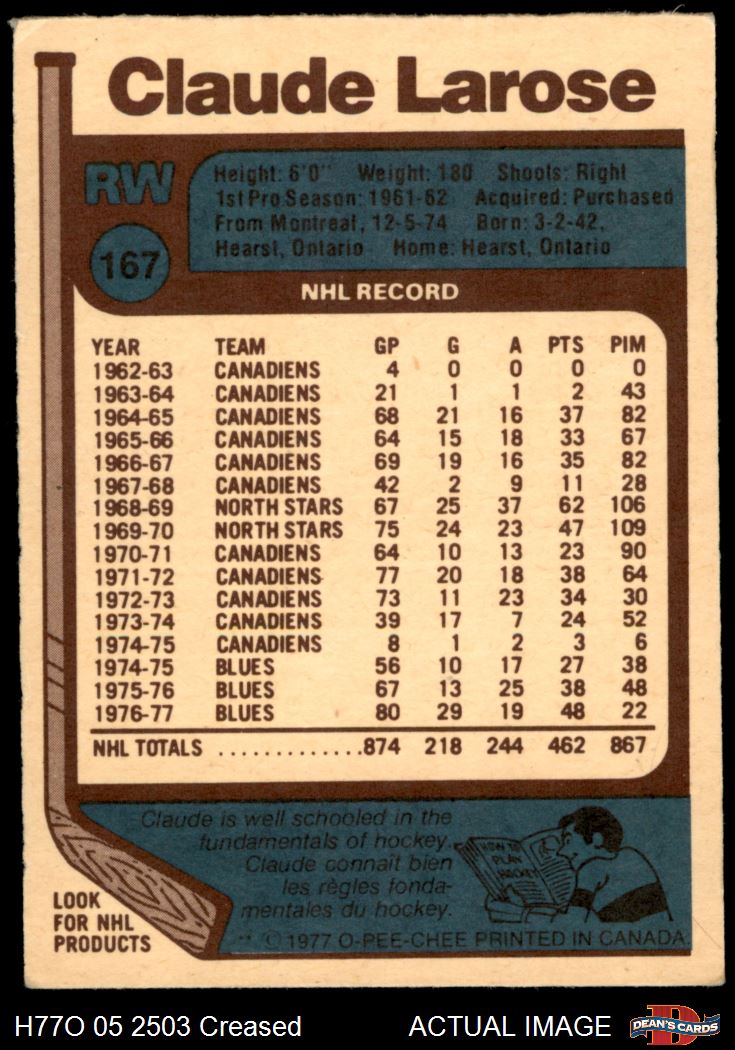 Claude Larose
RW
Height: 6'0" Weight: 180 Shoots: Right
1st Pro Season: 1961-62 Acquired: Purchased
From Montreal, 12-5-74 Born: 3-2-42,
Hearst, Ontario Home: Hearst, Ontario
167
NHL RECORD
YEAR TEAM GP G A PTS PIM
1962-63 CANADIENS 4 0 0 0 0
1963-64 CANADIENS 21 1 1 2 43
1964-65 CANADIENS 68 21 16 37 82
1965-66 CANADIENS 64 15 18 33 67
1966-67 CANADIENS 69 19 16 35 82
1967-68 CANADIENS 42 2 9 11 28
1968-69 NORTH STARS 67 25 37 62 106
1969-70 NORTH STARS 75 24 23 47 109
1970-71 CANADIENS 64 10 13 23 90
1971-72 CANADIENS 77 20 18 38 64
1972-73 CANADIENS 73 11 23 34 30
1973-74 CANADIENS 39 17 7 24 52
1974-75 CANADIENS 8 1 2 3 6
1974-75 BLUES 56 10 17 27 38
1975-76 BLUES 67 13 25 38 48
1976-77 BLUES 80 29 19 48 22
NHL TOTALS .............874 218 244 462 867
Claude is well schooled in the
fundamentals of hockey.
Claude connaît bien
les règles fonda-
mentales du hockey.
HOW TO
PLAY
HOCKEY
LOOK
FOR NHL
PRODUCTS
** © 1977 O-PEE-CHEE PRINTED IN CANADA
H77O 05 2503 Creased ACTUAL IMAGE
D
DEAN'S CARDS